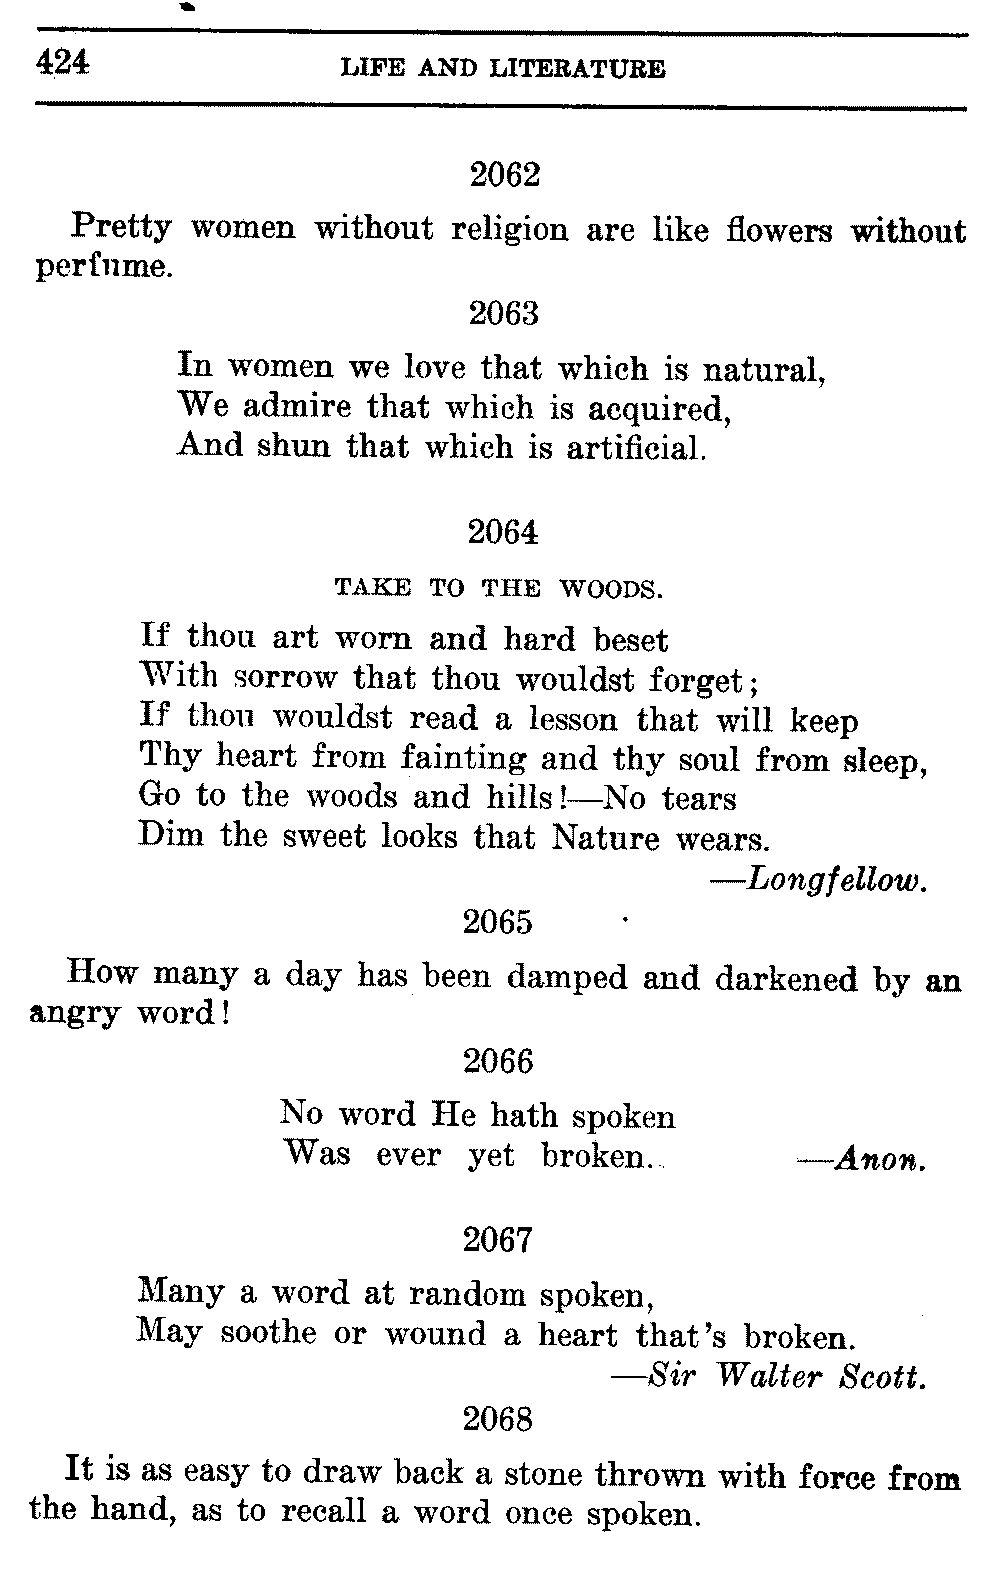 424 LIFE AND LITERATURE
2062
Pretty women without religion are like flowers without
perfume.
2063
In women we love that which is natural,
We admire that which is acquired,
And shun that which is artificial.
2064
TAKE TO THE WOODS.
If thou art worn and hard beset
With sorrow that thou wouldst forget;
If thou wouldst read a lesson that will keep
Thy heart from fainting and thy soul from sleep,
Go to the woods and hills!—No tears
Dim the sweet looks that Nature wears.
—Longfellow.
2065
How many a day has been damped and darkened by an
angry word!
2066
No word He hath spoken
Was ever yet broken. —Anon.
2067
Many a word at random spoken,
May soothe or wound a heart that's broken.
—Sir Walter Scott.
2068
It is as easy to draw back a stone thrown with force from
the hand, as to recall a word once spoken.